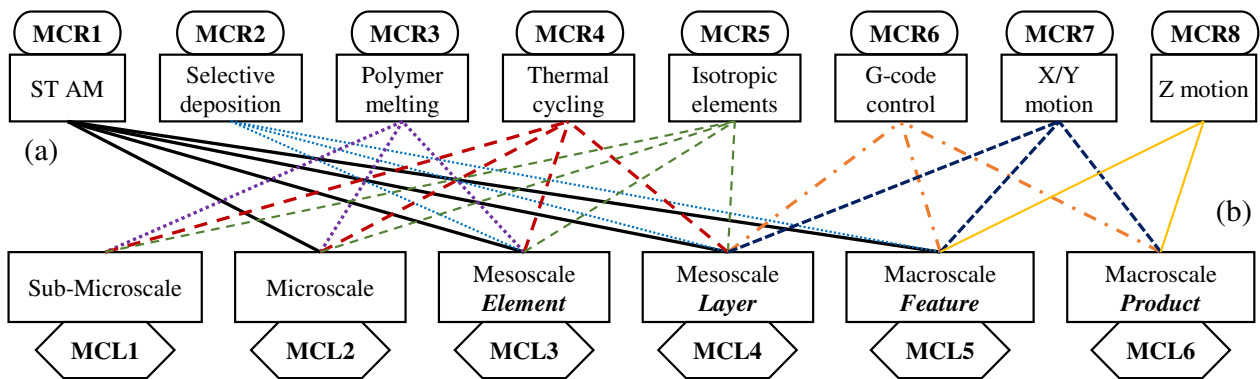 MCR1 MCR2 MCR3 MCR4 MCR5 MCR6 MCR7 MCR8
ST AM
Selective
deposition
Polymer
melting
Thermal
cycling
Isotropic
elements
G-code
control
X/Y
motion
Z motion
(a)
(b)
Sub-Microscale
Microscale
Mesoscale
Element
Mesoscale
Layer
Macroscale
Feature
Macroscale
Product
MCL1 MCL2 MCL3 MCL4 MCL5 MCL6